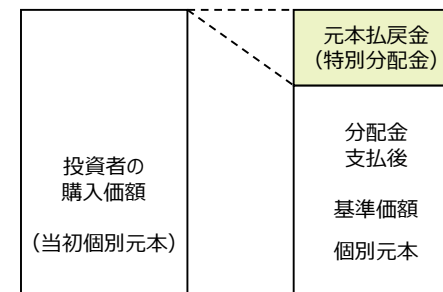 投資者の
購入価額
（当初個別元本）
元本払戻金
（特別分配金）
分配金
支払後
基準価額
個別元本